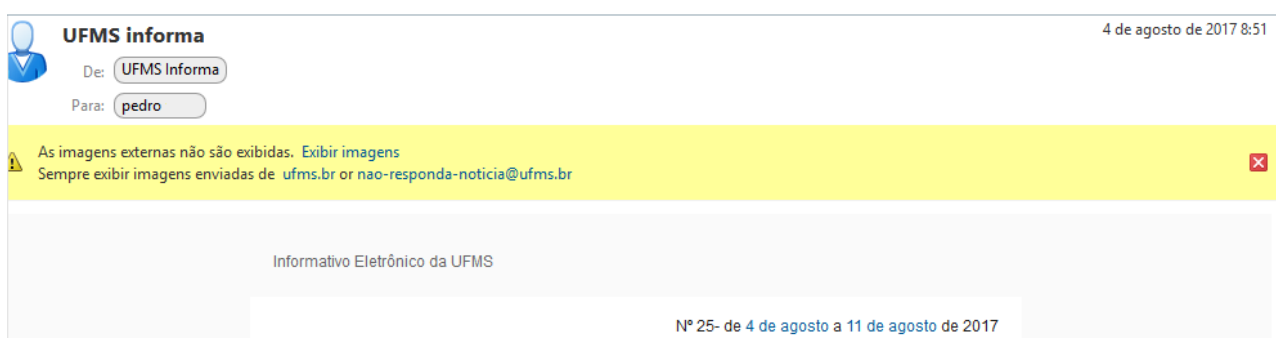 UFMS informa
4 de agosto de 2017 8:51
De: UFMS Informa
Para: pedro
As imagens externas não são exibidas. Exibir imagens
Sempre exibir imagens enviadas de ufms.br or nao-responda-noticia@ufms.br
Informativo Eletrônico da UFMS
Nº 25- de 4 de agosto a 11 de agosto de 2017